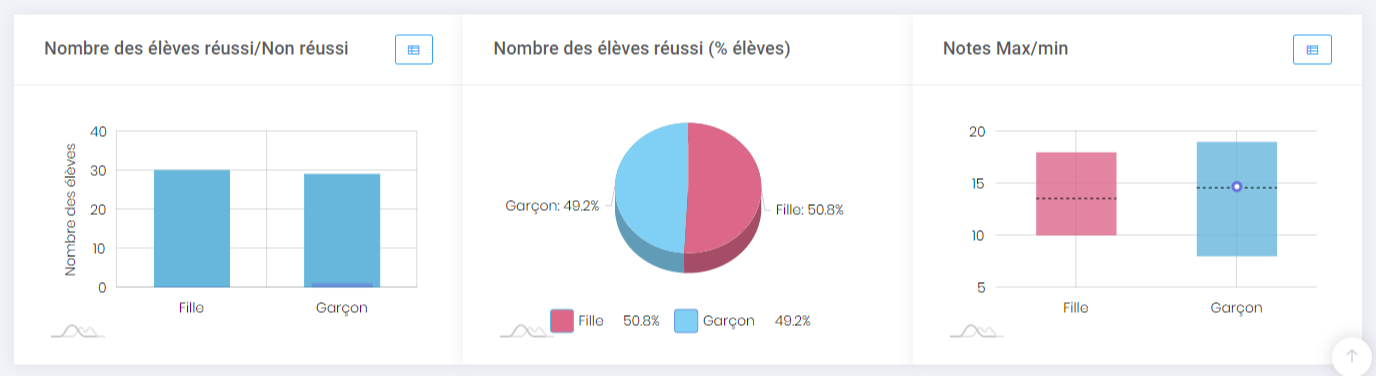 Nombre des élèves réussi/Non réussi
Nombre des élèves
40
30
20
10
0
Fille
Garçon
Nombre des élèves réussi (% élèves)
Garçon: 49.2%
Fille: 50.8%
Fille 50.8% Garçon 49.2%
Notes Max/min
20
15
10
5
Fille
Garçon